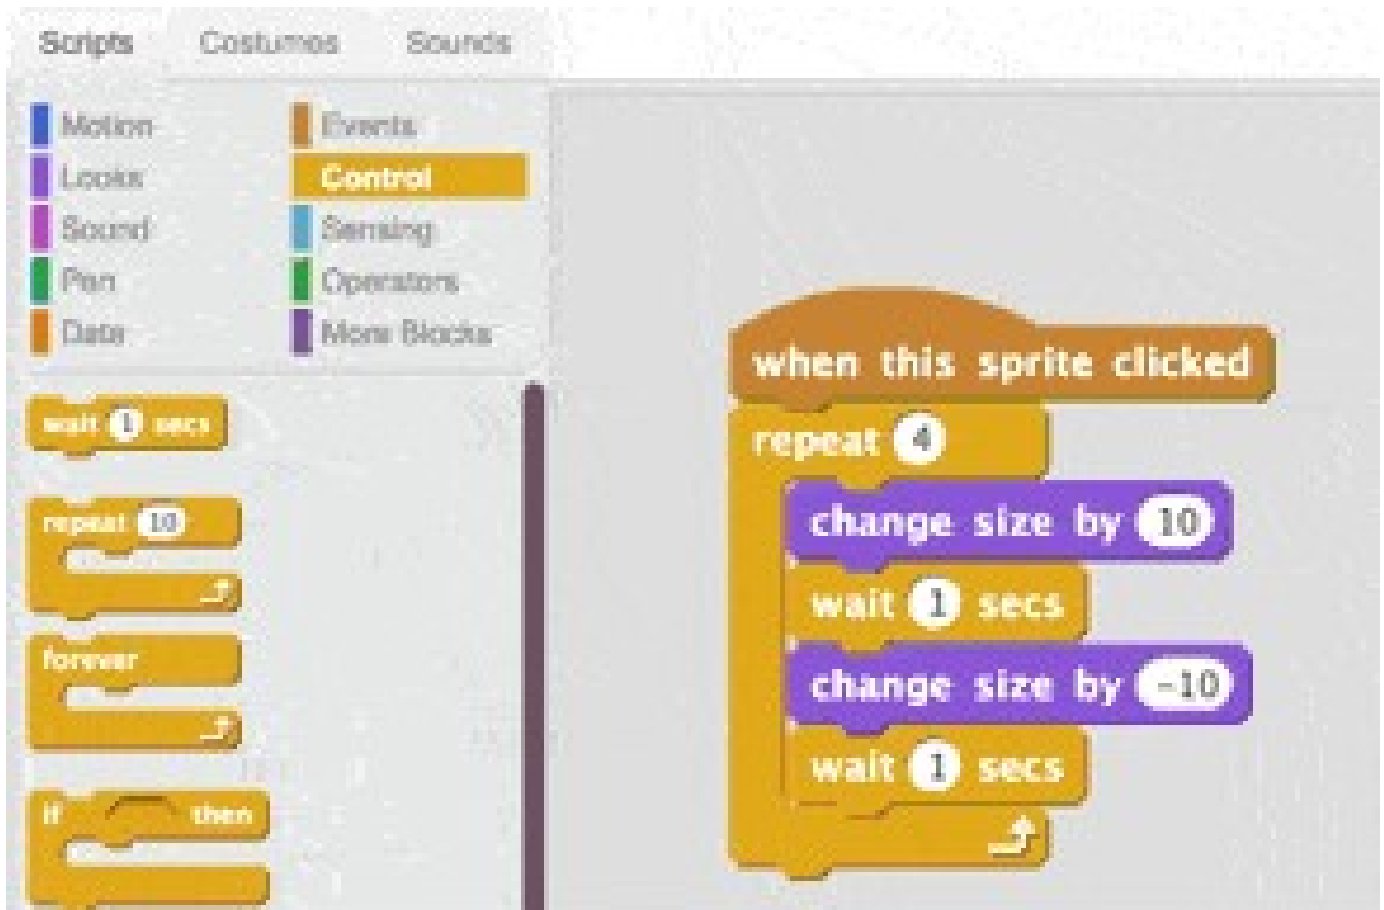 Scripts Costumes Sounds
Motion Events
Looks Control
Sound Sensing
Pen Operators
Data More Blocks
wait 1 secs
repeat 10
forever
if then
when this sprite clicked
repeat 4
change size by 10
wait 1 secs
change size by -10
wait 1 secs